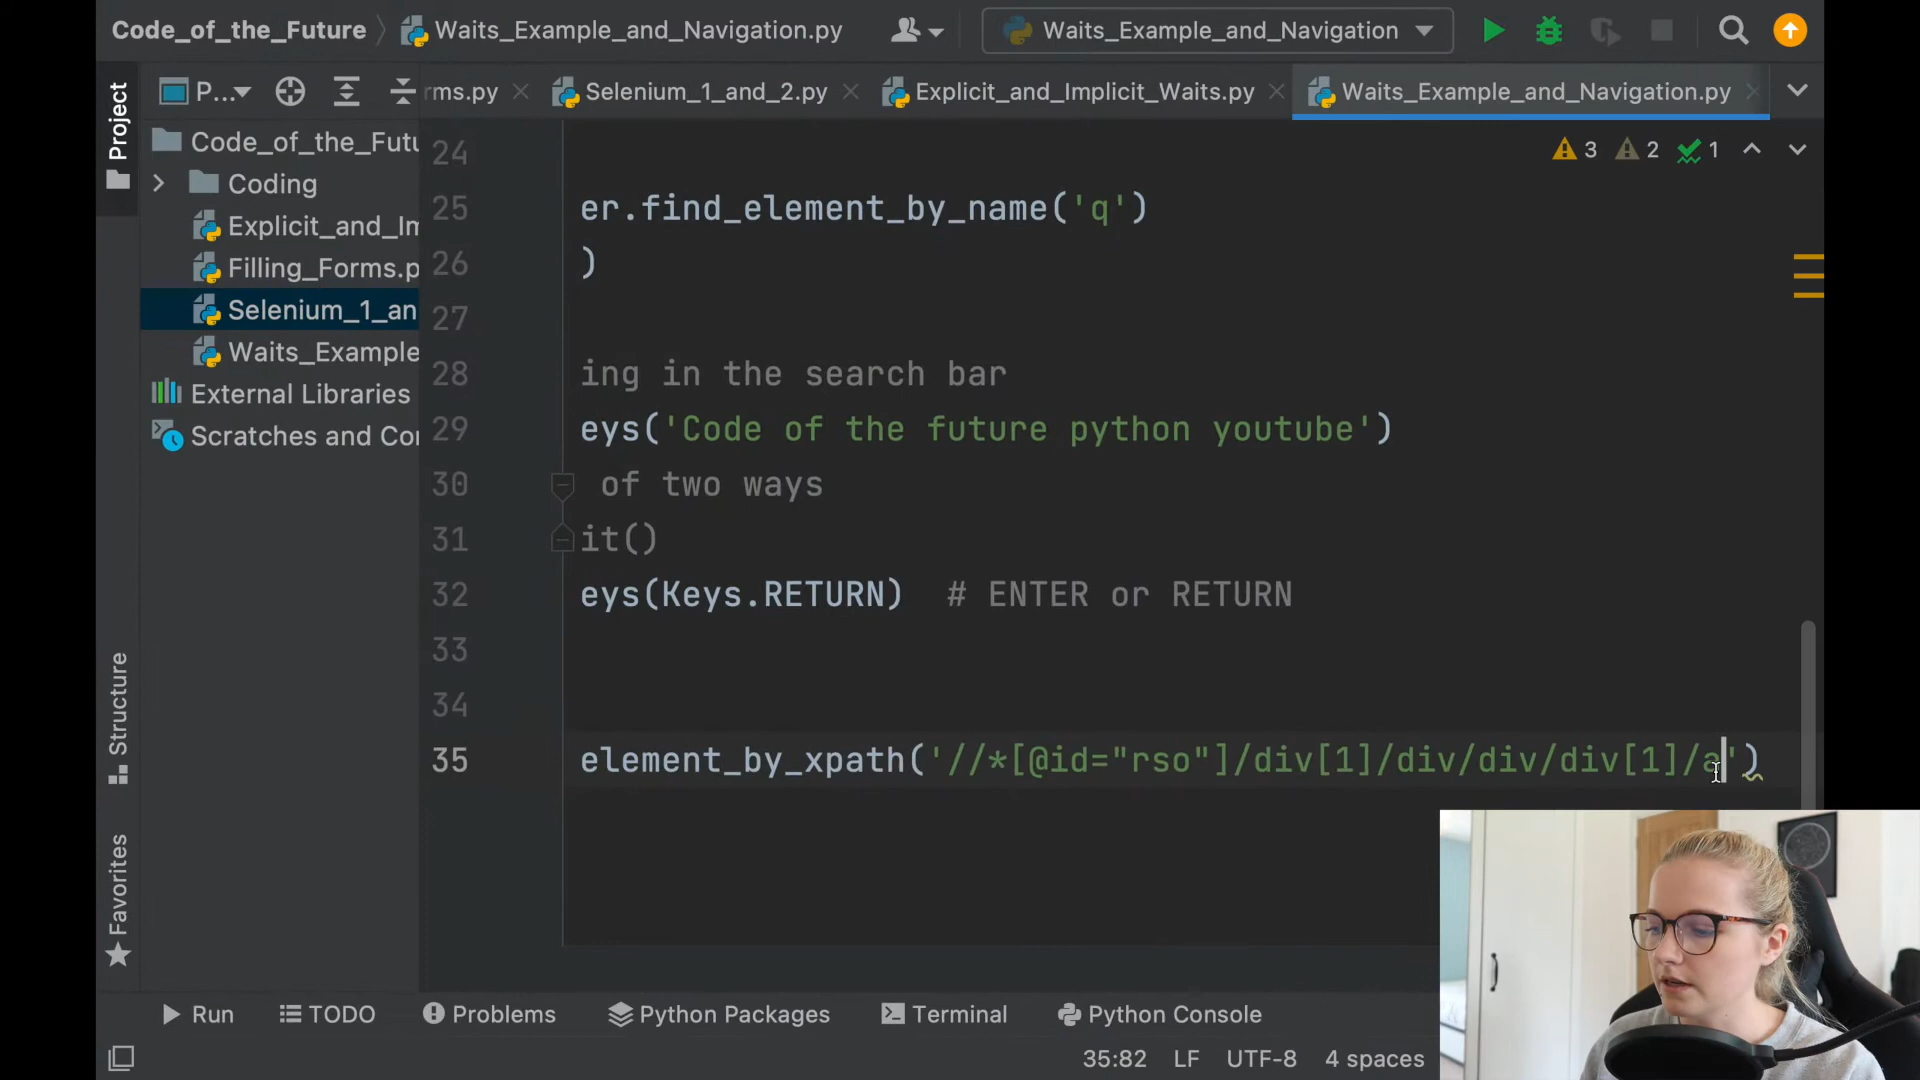 Code_of_the_Future
Waits_Example_and_Navigation.py
Waits_Example_and_Navigation
Project
P...
rms.py
Selenium_1_and_2.py
Explicit_and_Implicit_Waits.py
Waits_Example_and_Navigation.py
Code_of_the_Futu
Coding
Explicit_and_Im
Filling_Forms.p
Selenium_1_an
Waits_Example
External Libraries
Scratches and Co
3 2 1
24
25 er.find_element_by_name('q')
26 )
27
28 ing in the search bar
29 eys('Code of the future python youtube')
30 of two ways
31 it()
32 eys(Keys.RETURN) # ENTER or RETURN
33
34
35 element_by_xpath('//*[@id="rso"]/div[1]/div/div/div[1]/a')
Structure
Favorites
Run
TODO
Problems
Python Packages
Terminal
Python Console
35:82 LF UTF-8 4 spaces